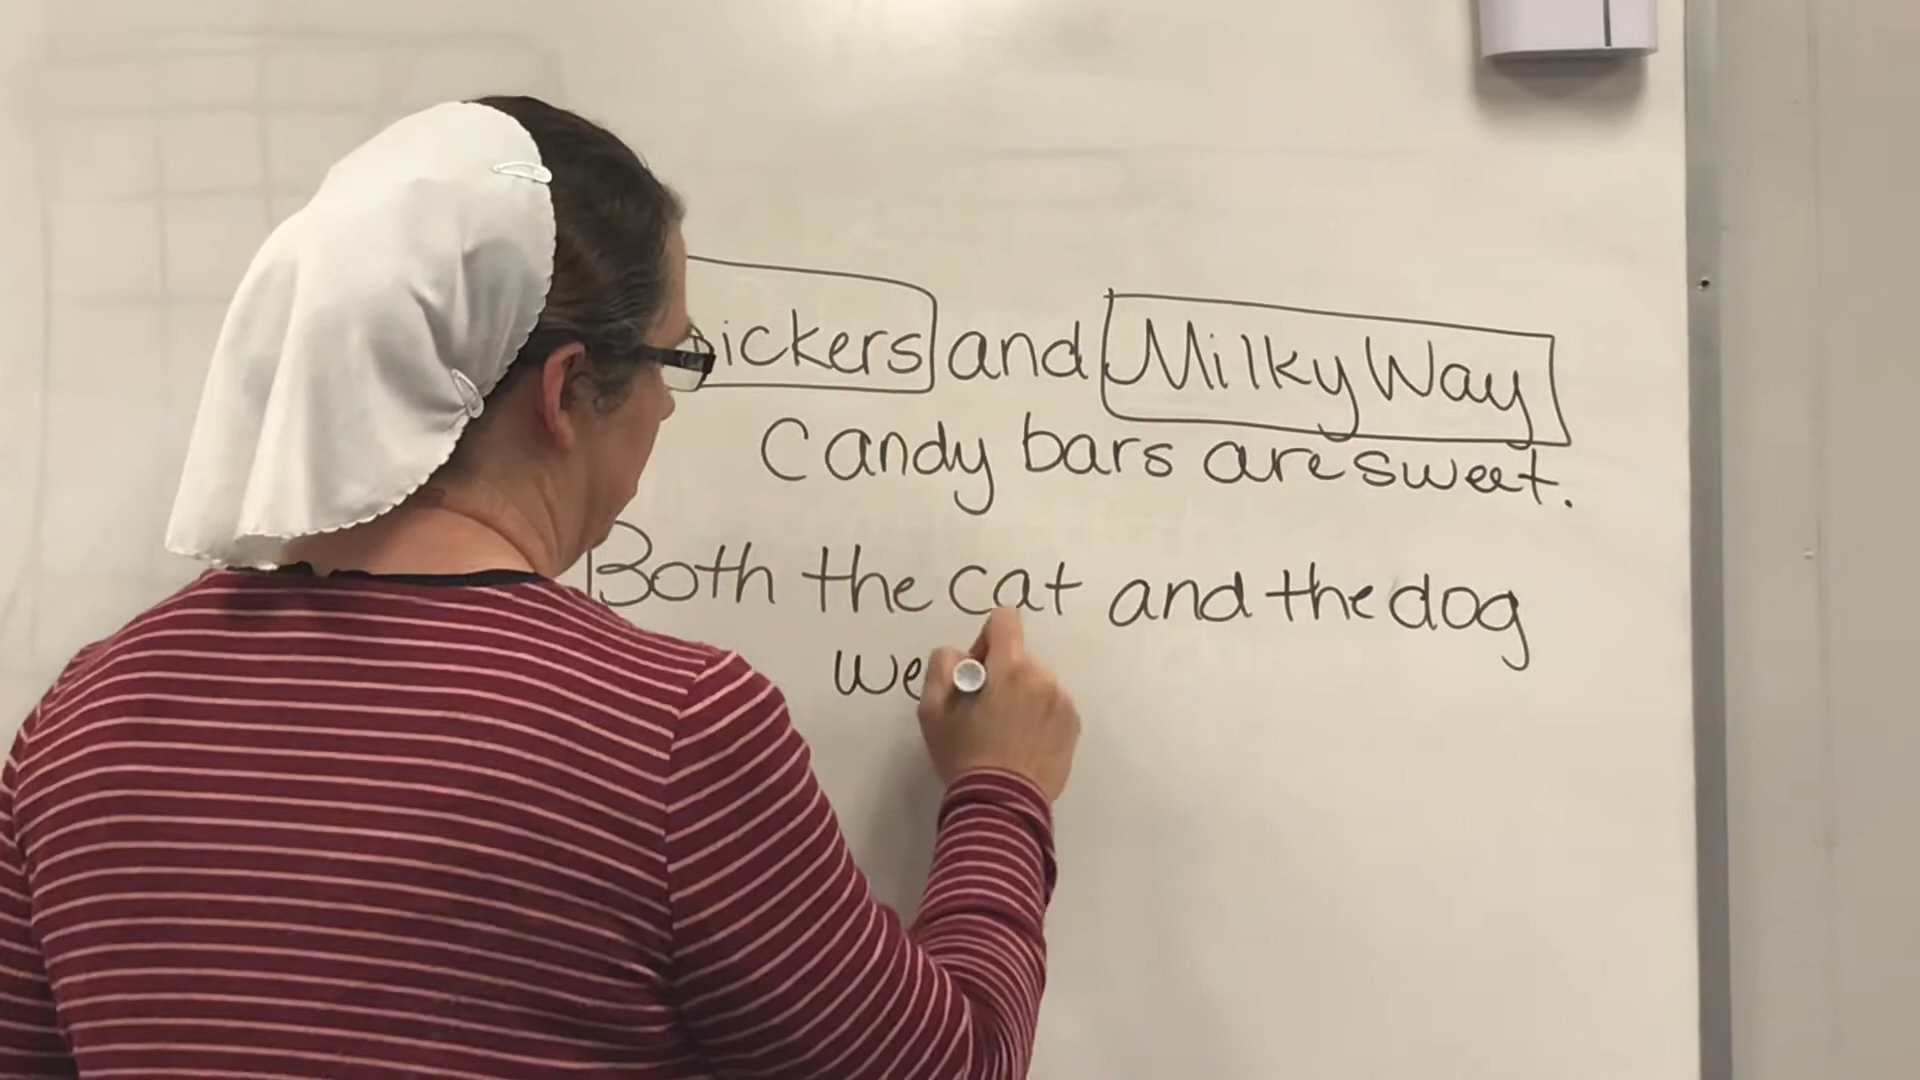 ickers and Milky Way
Candy bars are sweet.
Both the cat and the dog
we